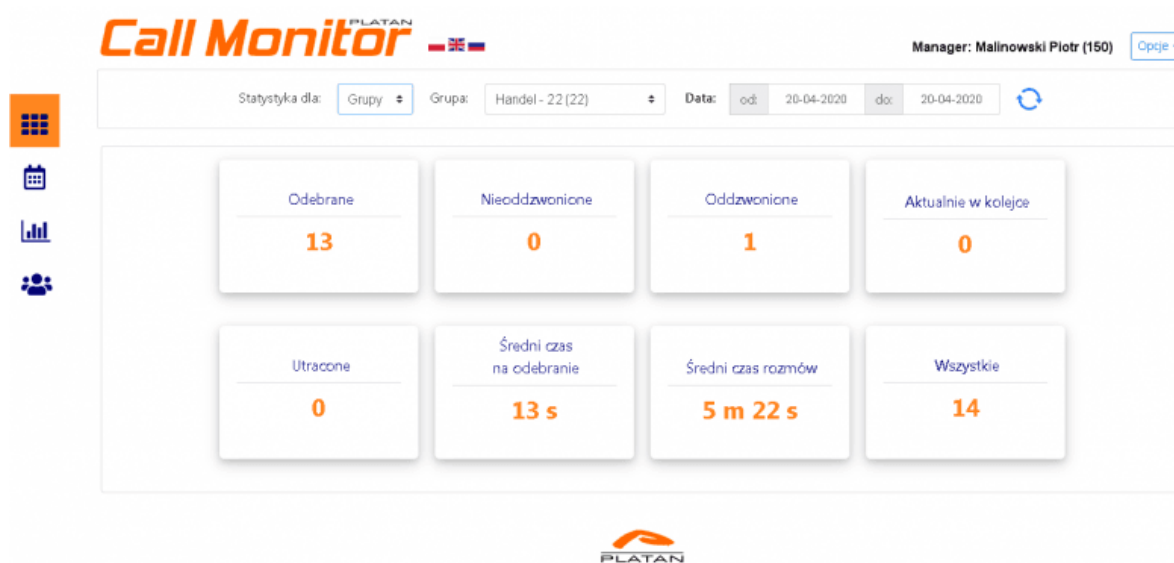 PLATAN
Call Monitor
Manager: Malinowski Piotr (150)
Opcje
Statystyka dla: Grupy Grupa: Handel - 22 (22) Data: od: 20-04-2020 do: 20-04-2020
Odebrane
13
Nieoddzwonione
0
Oddzwonione
1
Aktualnie w kolejce
0
Utracone
0
Średni czas
na odebranie
13 s
Średni czas rozmów
5 m 22 s
Wszystkie
14
PLATAN